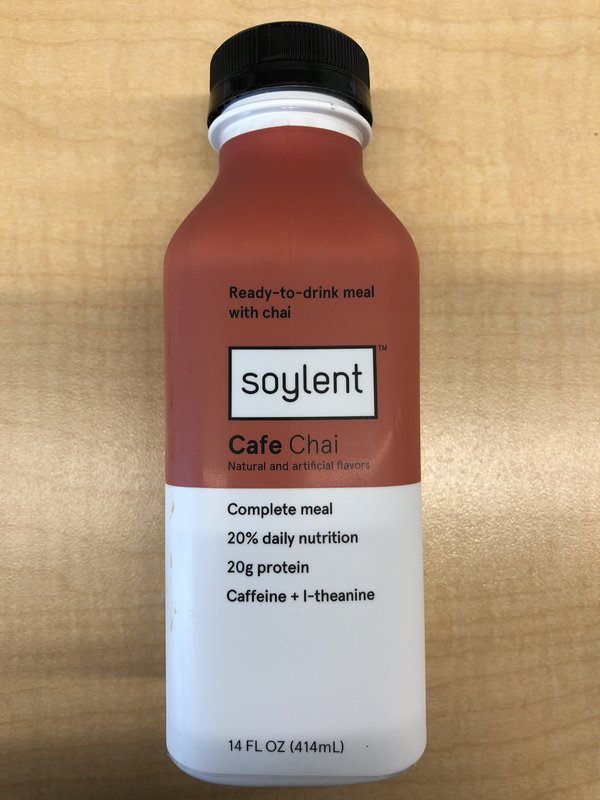 Ready-to-drink meal
with chai
soylent™
Cafe Chai
Natural and artificial flavors
Complete meal
20% daily nutrition
20g protein
Caffeine + l-theanine
14 FL OZ (414mL)